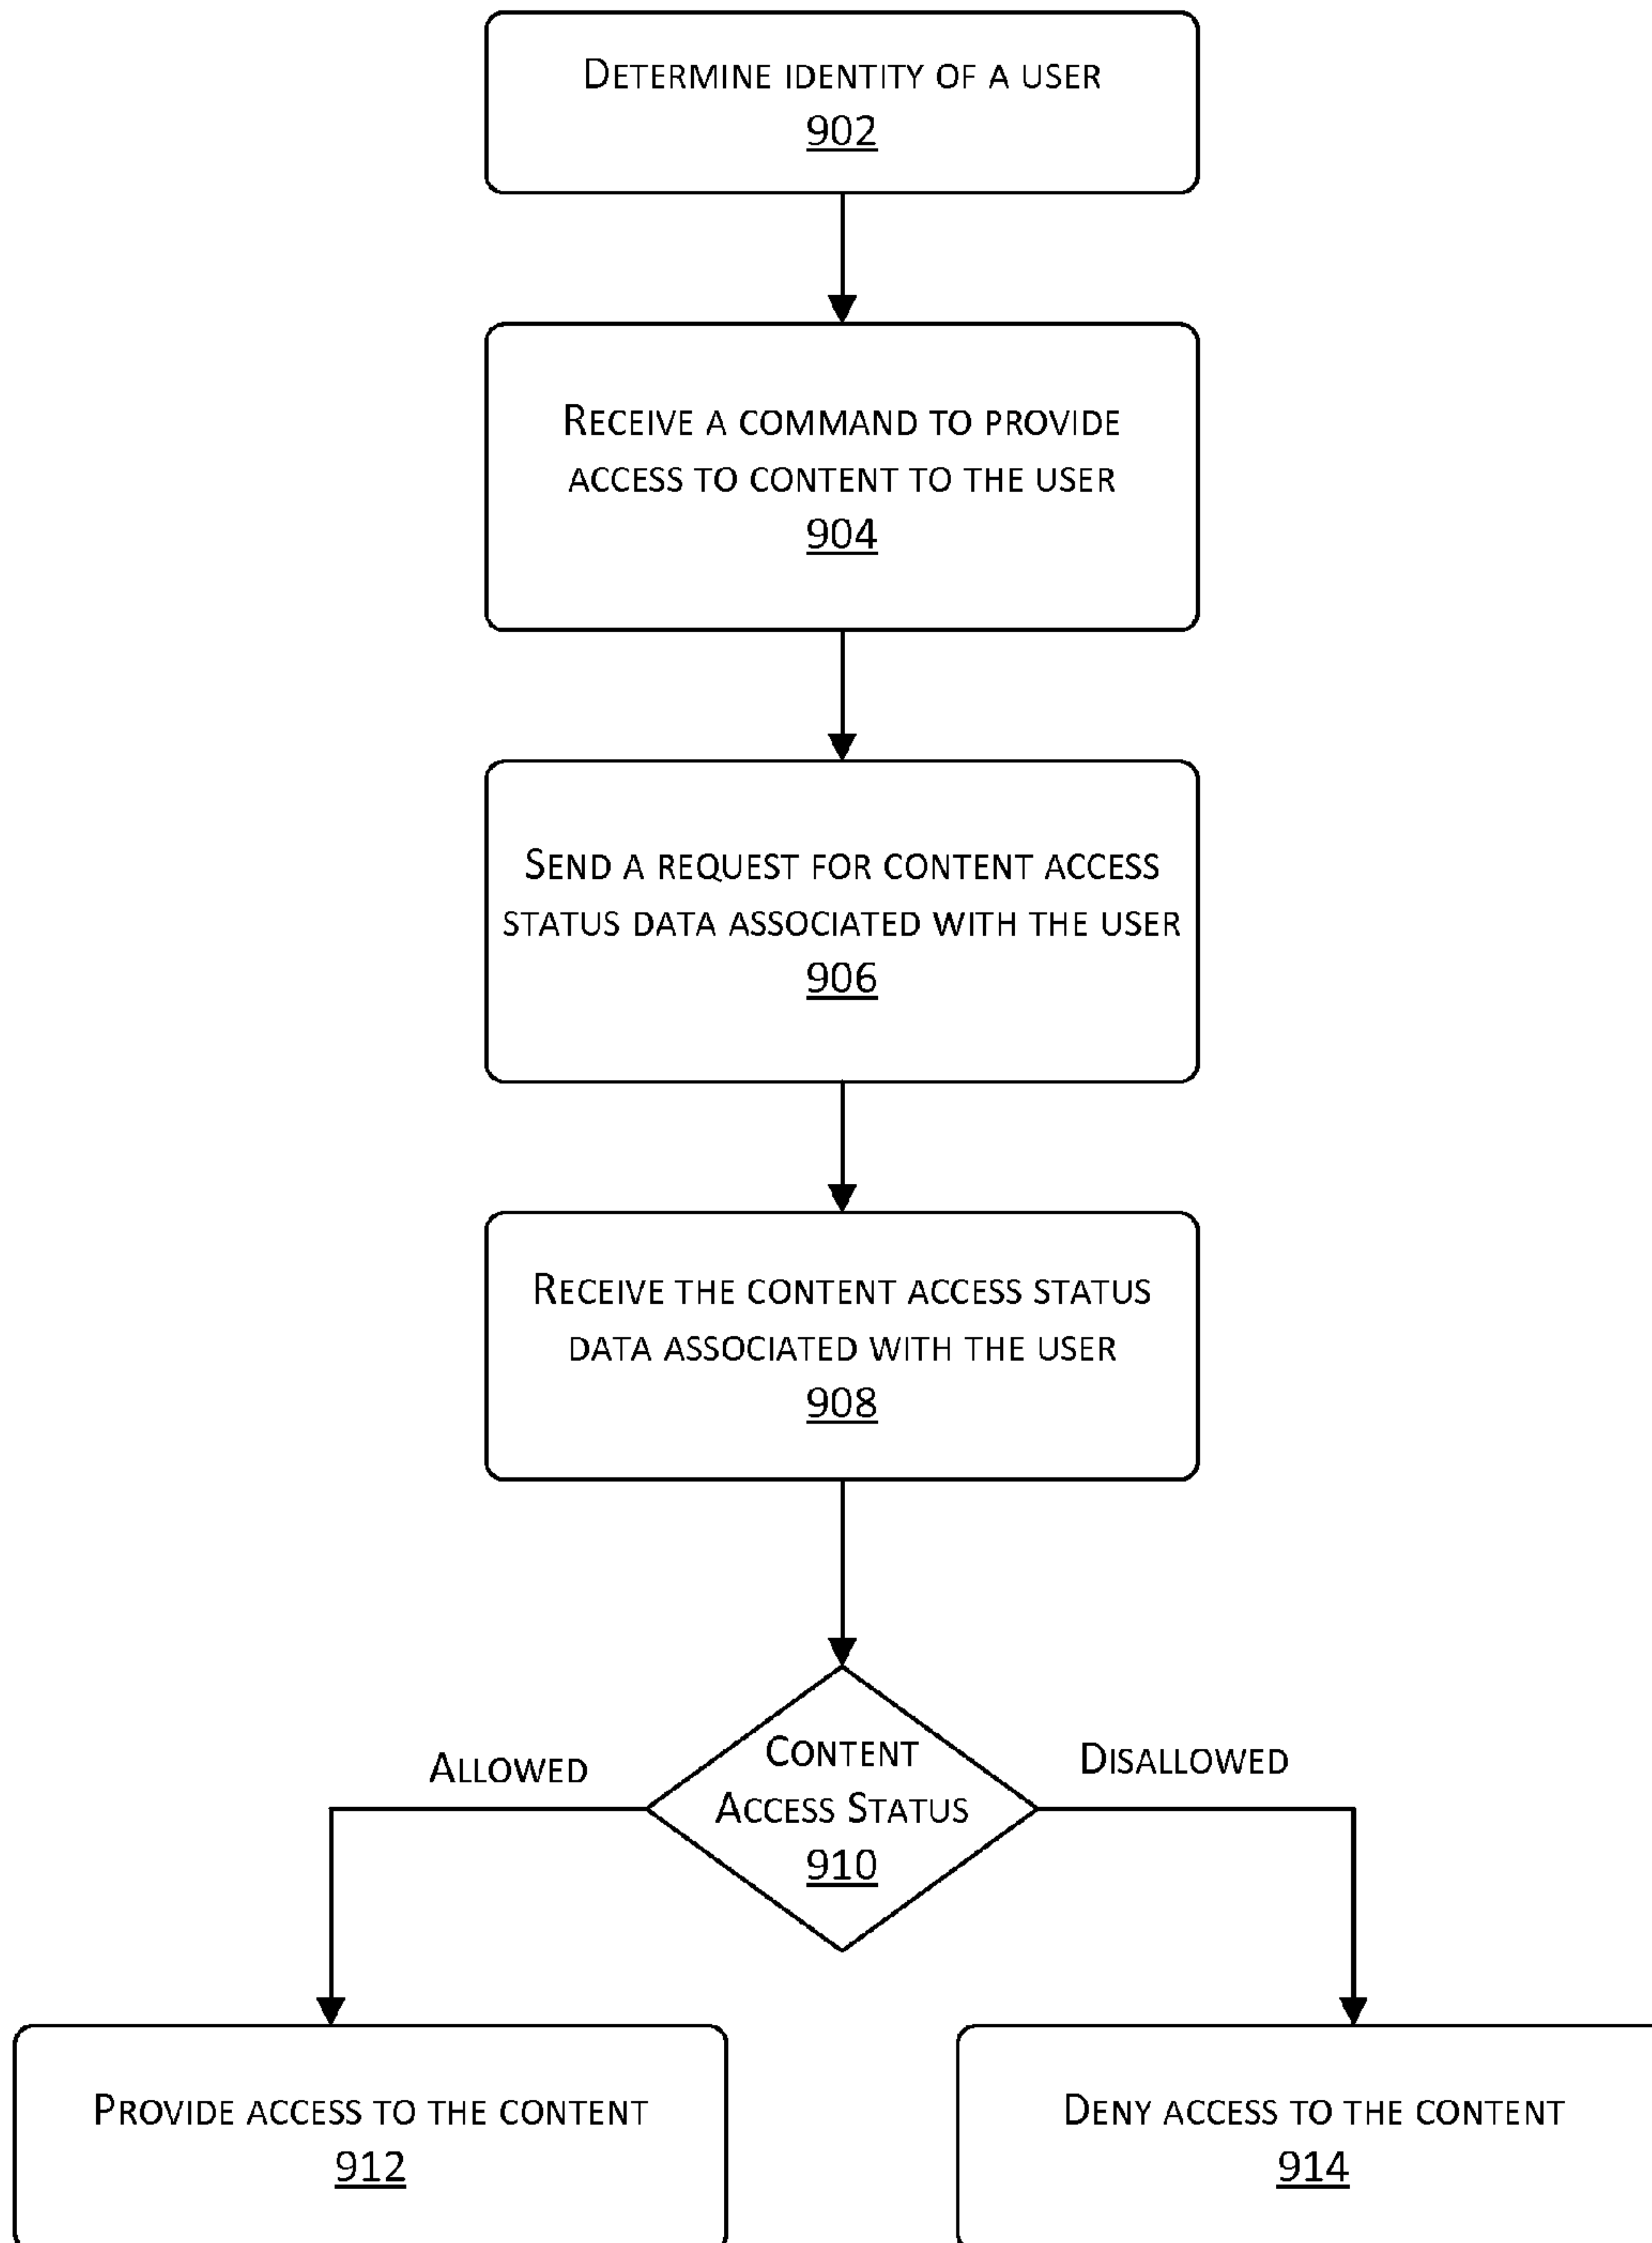 Determine identity of a user
902
Receive a command to provide
access to content to the user
904
Send a request for content access
status data associated with the user
906
Receive the content access status
data associated with the user
908
Allowed
Content
Access Status
910
Disallowed
Provide access to the content
912
Deny access to the content
914